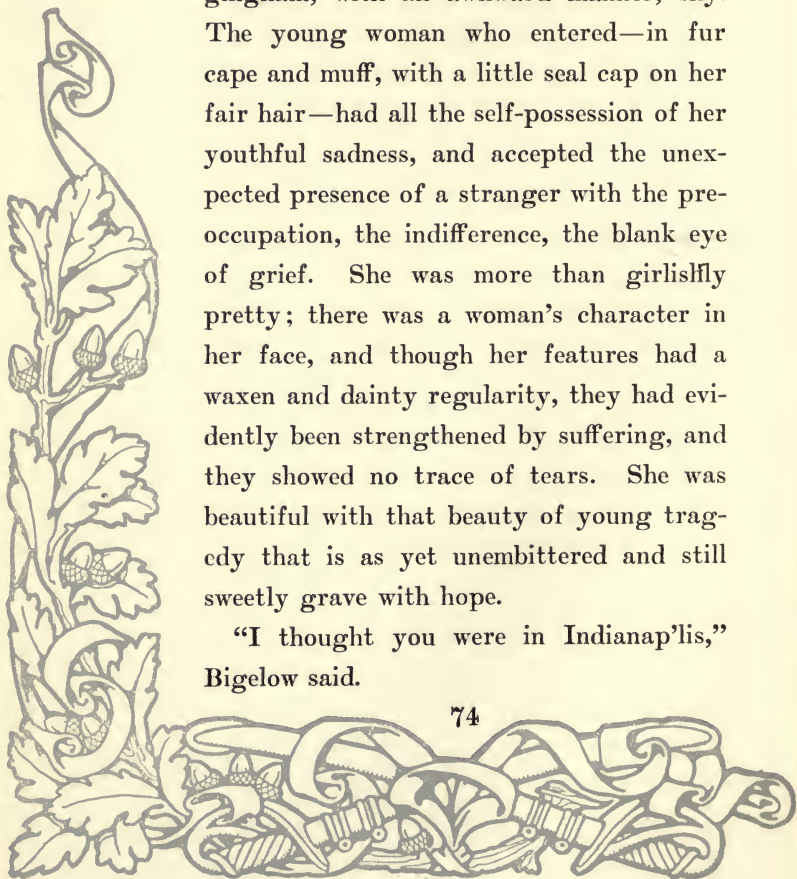 The young woman who entered—in fur
cape and muff, with a little seal cap on her
fair hair—had all the self-possession of her
youthful sadness, and accepted the unex-
pected presence of a stranger with the pre-
occupation, the indifference, the blank eye
of grief. She was more than girlishly
pretty; there was a woman's character in
her face, and though her features had a
waxen and dainty regularity, they had evi-
dently been strengthened by suffering, and
they showed no trace of tears. She was
beautiful with that beauty of young trag-
edy that is as yet unembittered and still
sweetly grave with hope.
“I thought you were in Indianap'lis,”
Bigelow said.
74